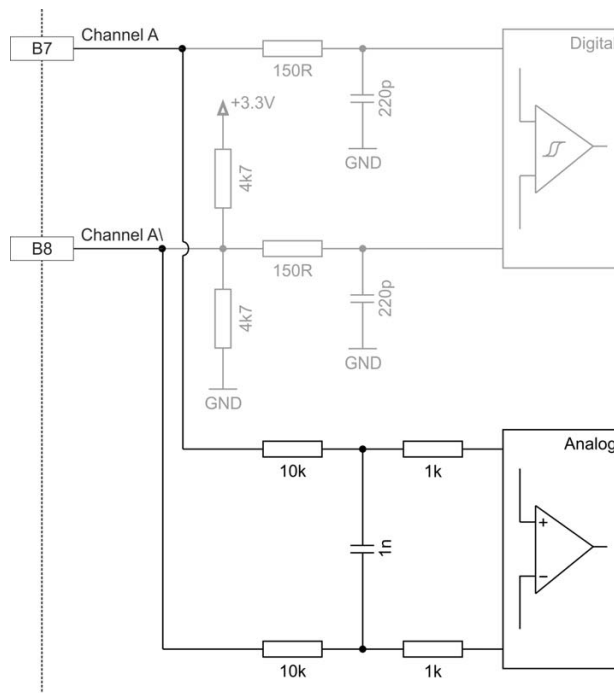 B7
Channel A
Digital
150R
220p
+3.3V
GND
4k7
B8
Channel A\
150R
220p
4k7
GND
GND
Analog
10k
1k
+
1n
−
10k
1k